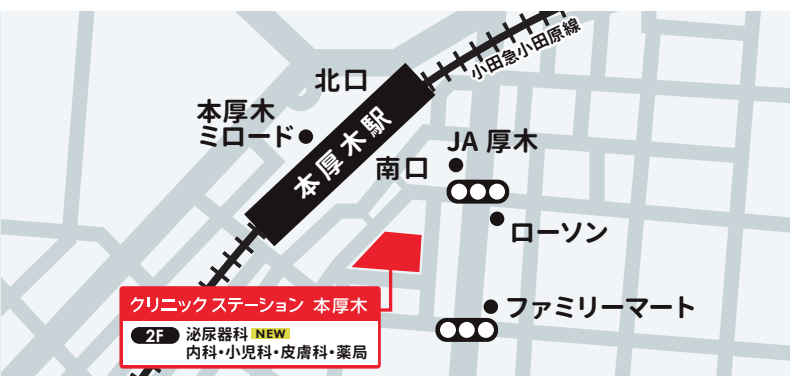 小田急小田原線
北口
本厚木
ミロード
本厚木駅
JA 厚木
南口
ローソン
クリニックステーション 本厚木
ファミリーマート
2F 泌尿器科 NEW
内科・小児科・皮膚科・薬局